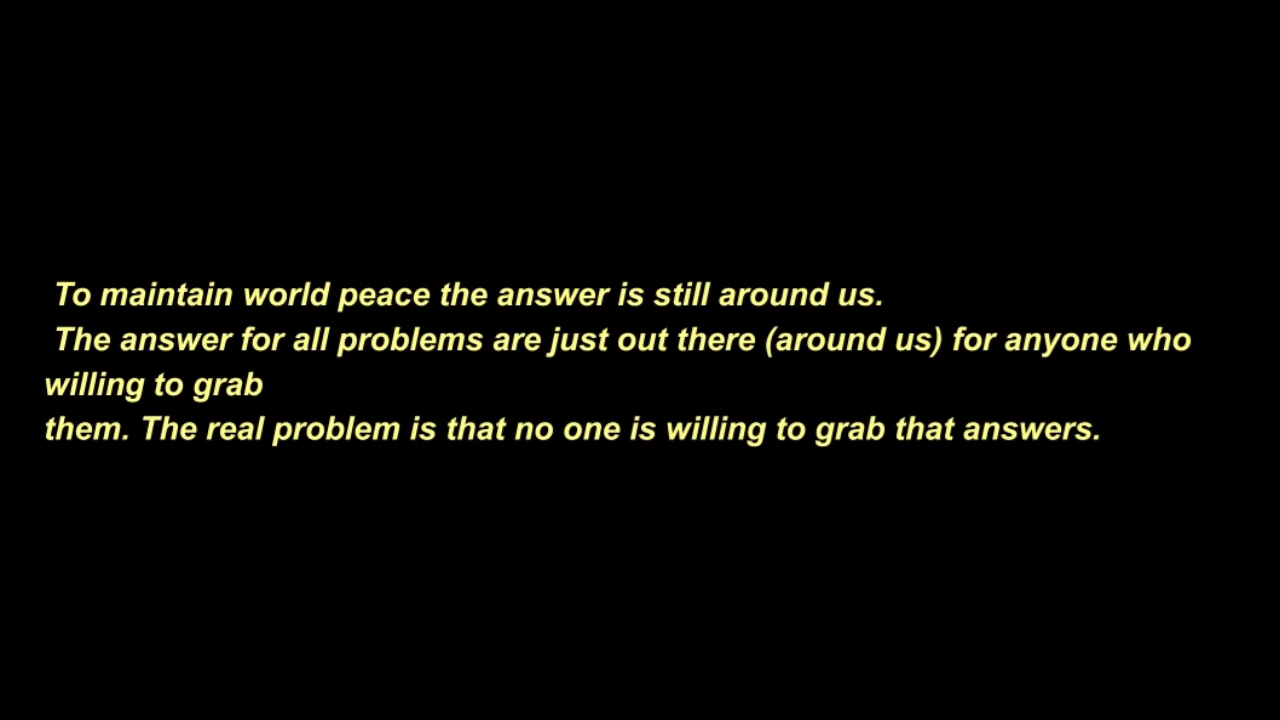 To maintain world peace the answer is still around us.
The answer for all problems are just out there (around us) for anyone who
willing to grab
them. The real problem is that no one is willing to grab that answers.